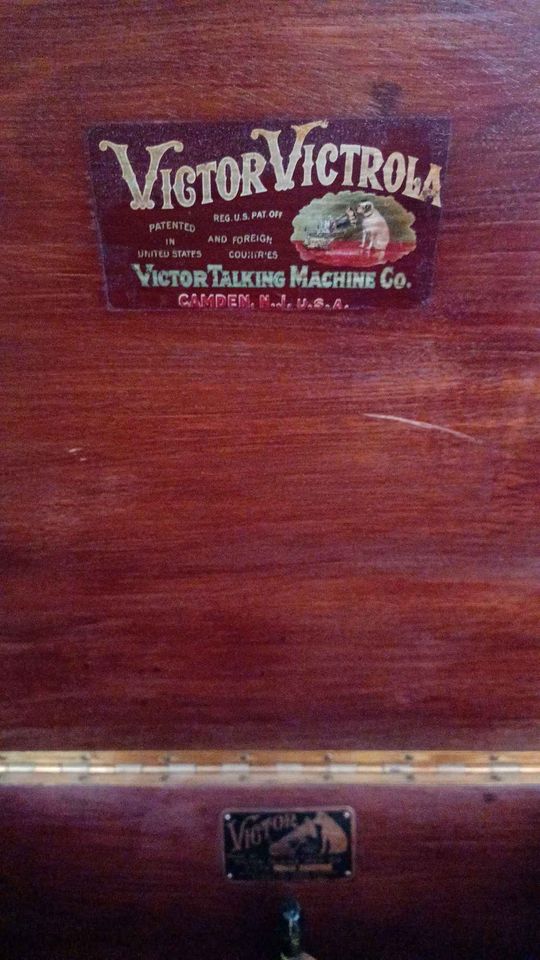 VICTOR VICTROLA
REG. U.S. PAT. OFF
PATENTED
IN
UNITED STATES
AND FOREIGN
COUNTRIES
VICTOR TALKING MACHINE CO.
CAMDEN, N.J. U.S.A.
VICTOR